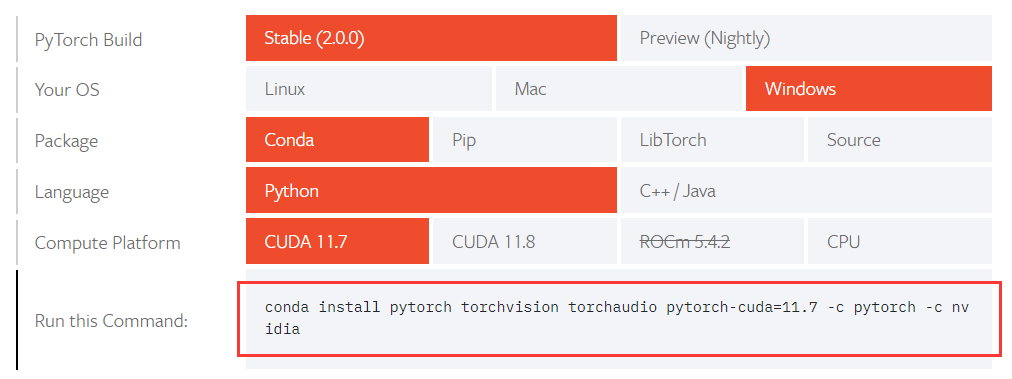 PyTorch Build Stable (2.0.0) Preview (Nightly)
Your OS Linux Mac Windows
Package Conda Pip LibTorch Source
Language Python C++ / Java
Compute Platform CUDA 11.7 CUDA 11.8 ROCm 5.4.2 CPU
Run this Command: conda install pytorch torchvision torchaudio pytorch-cuda=11.7 -c pytorch -c nv
idia